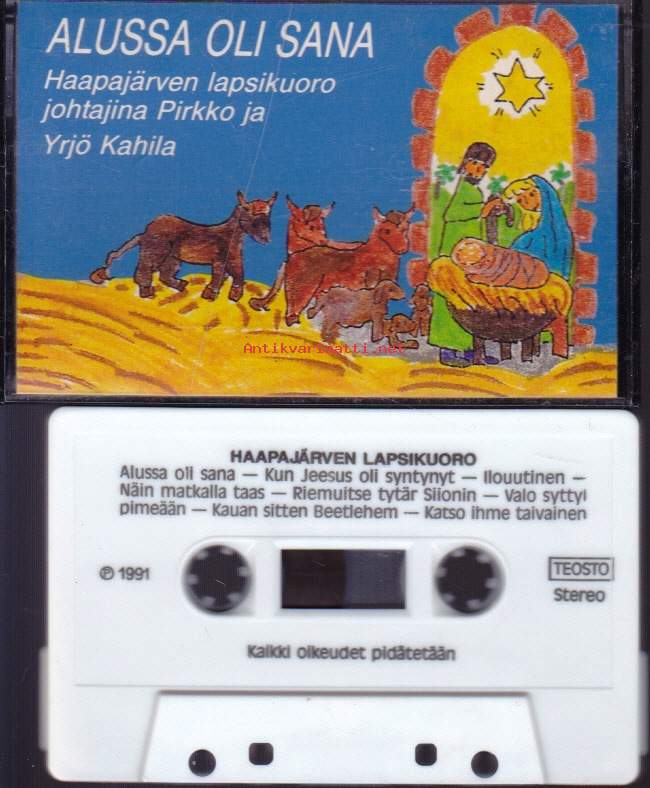 ALUSSA OLI SANA
Haapajärven lapsikuoro
johtajina Pirkko ja
Yrjö Kahila
Antikvariaatti.net
HAAPAJÄRVEN LAPSIKUORO
Alussa oli sana – Kun Jeesus oli syntynyt – Ilouutinen –
Näin matkalla taas – Riemuitse tytär Siionin – Valo syttyi
pimeään – Kauan sitten Beetlehem – Katso ihme taivainen
℗ 1991
TEOSTO
Stereo
Kaikki oikeudet pidätetään